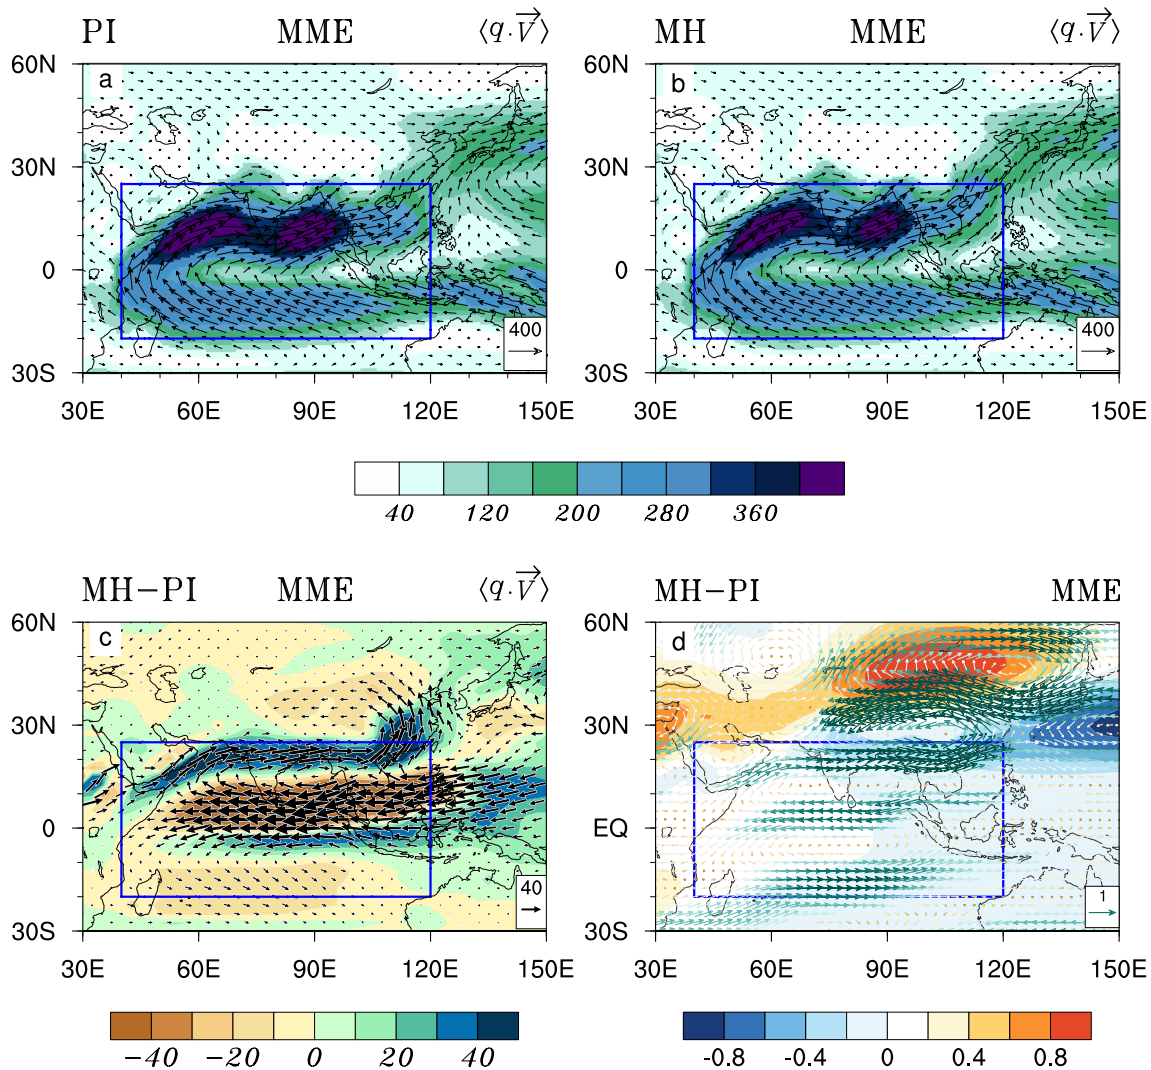 PI MME ⟨q·V⃗⟩
MH MME ⟨q·V⃗⟩
a
b
60N
30N
0
30S
400
400
60N
30N
0
30S
30E 60E 90E 120E 150E
30E 60E 90E 120E 150E
40 120 200 280 360
MH−PI MME ⟨q·V⃗⟩
MH−PI MME
c
d
60N
30N
0
30S
40
1
60N
30N
EQ
30S
30E 60E 90E 120E 150E
30E 60E 90E 120E 150E
−40 −20 0 20 40
-0.8 -0.4 0 0.4 0.8